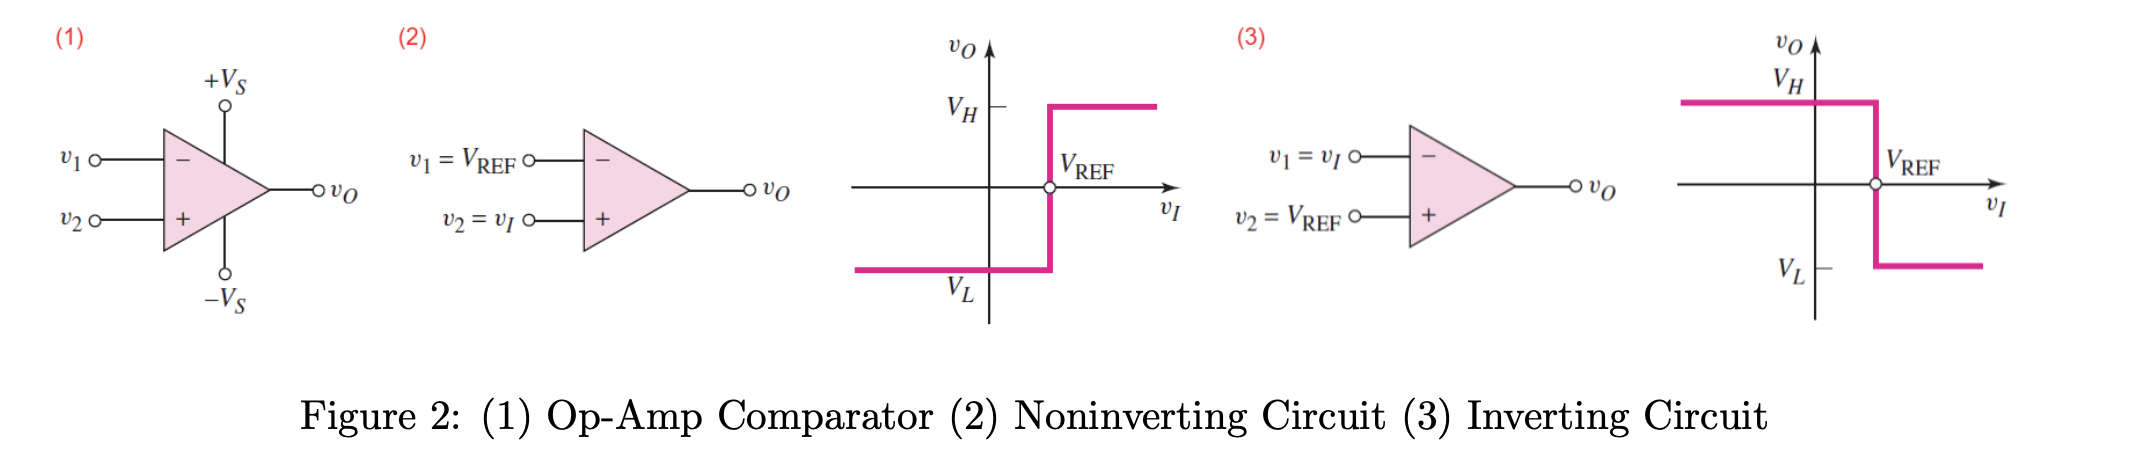 (1)
+V_S
v_1
−
v_2
+
v_O
−V_S
(2)
v_1 = V_REF
−
v_2 = v_I
+
v_O
v_O
V_H
V_REF
v_I
V_L
(3)
v_1 = v_I
−
v_2 = V_REF
+
v_O
v_O
V_H
V_REF
v_I
V_L
Figure 2: (1) Op-Amp Comparator (2) Noninverting Circuit (3) Inverting Circuit